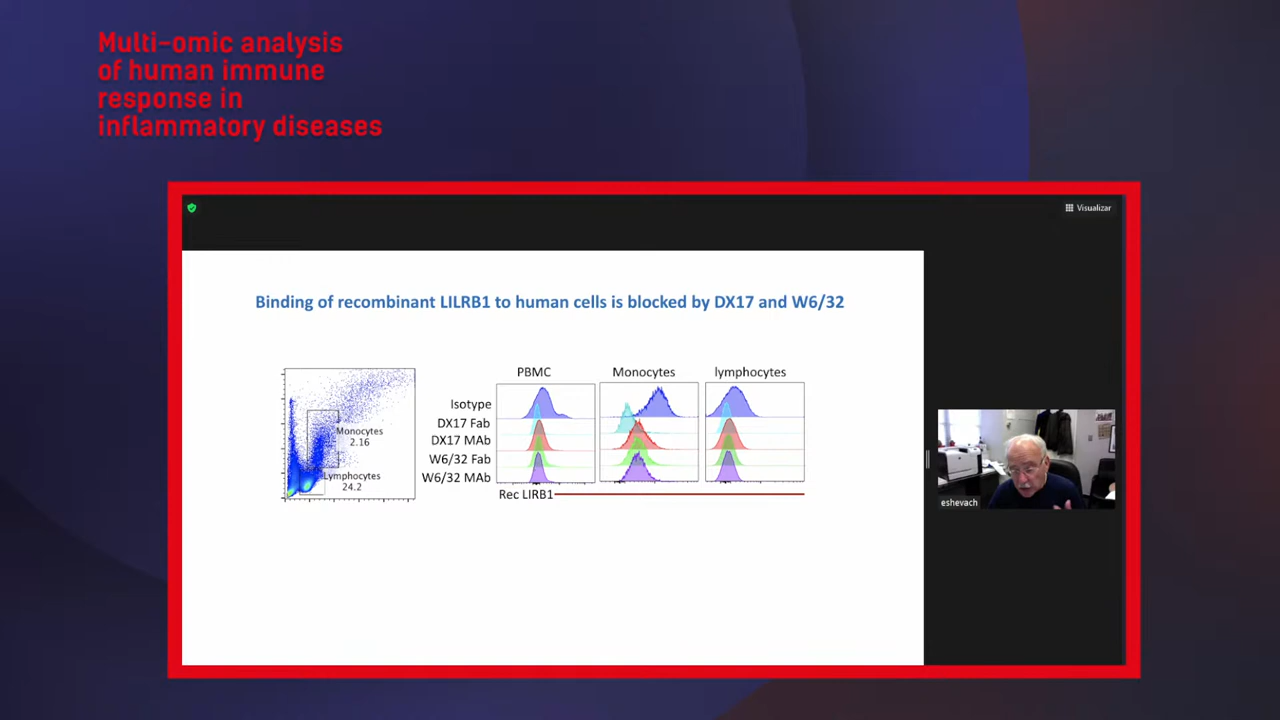 Multi-omic analysis
of human immune
response in
inflammatory diseases
Visualizar
Binding of recombinant LILRB1 to human cells is blocked by DX17 and W6/32
PBMC
Monocytes
lymphocytes
Isotype
DX17 Fab
DX17 MAb
W6/32 Fab
W6/32 MAb
Rec LIRB1
Monocytes
2.16
Lymphocytes
24.2
eshevach